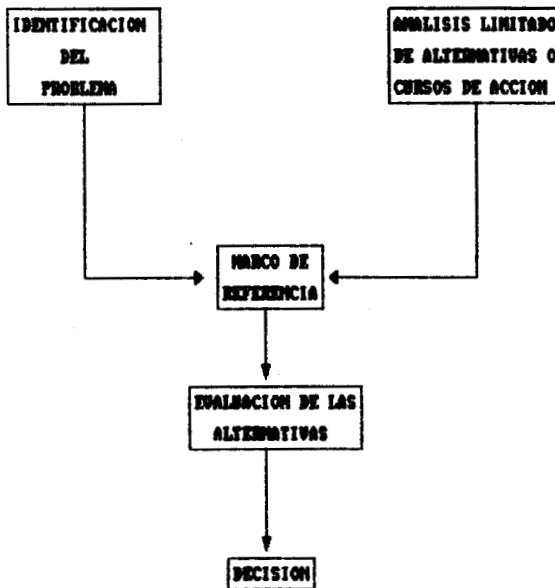 IDENTIFICACION
DEL
PROBLEMA
ANALISIS LIMITADO
DE ALTERNATIVAS O
CURSOS DE ACCION
MARCO DE
REFERENCIA
EVALUACION DE LAS
ALTERNATIVAS
DECISION